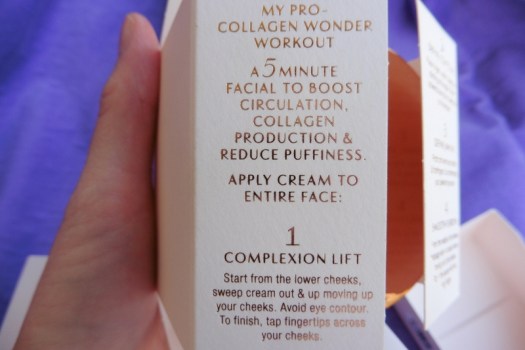 MY PRO-
COLLAGEN WONDER
WORKOUT
A 5 MINUTE
FACIAL TO BOOST
CIRCULATION,
COLLAGEN
PRODUCTION &
REDUCE PUFFINESS.
APPLY CREAM TO
ENTIRE FACE:
1
COMPLEXION LIFT
Start from the lower cheeks,
sweep cream out & up moving up
your cheeks. Avoid eye contour.
To finish, tap fingertips across
your cheeks.